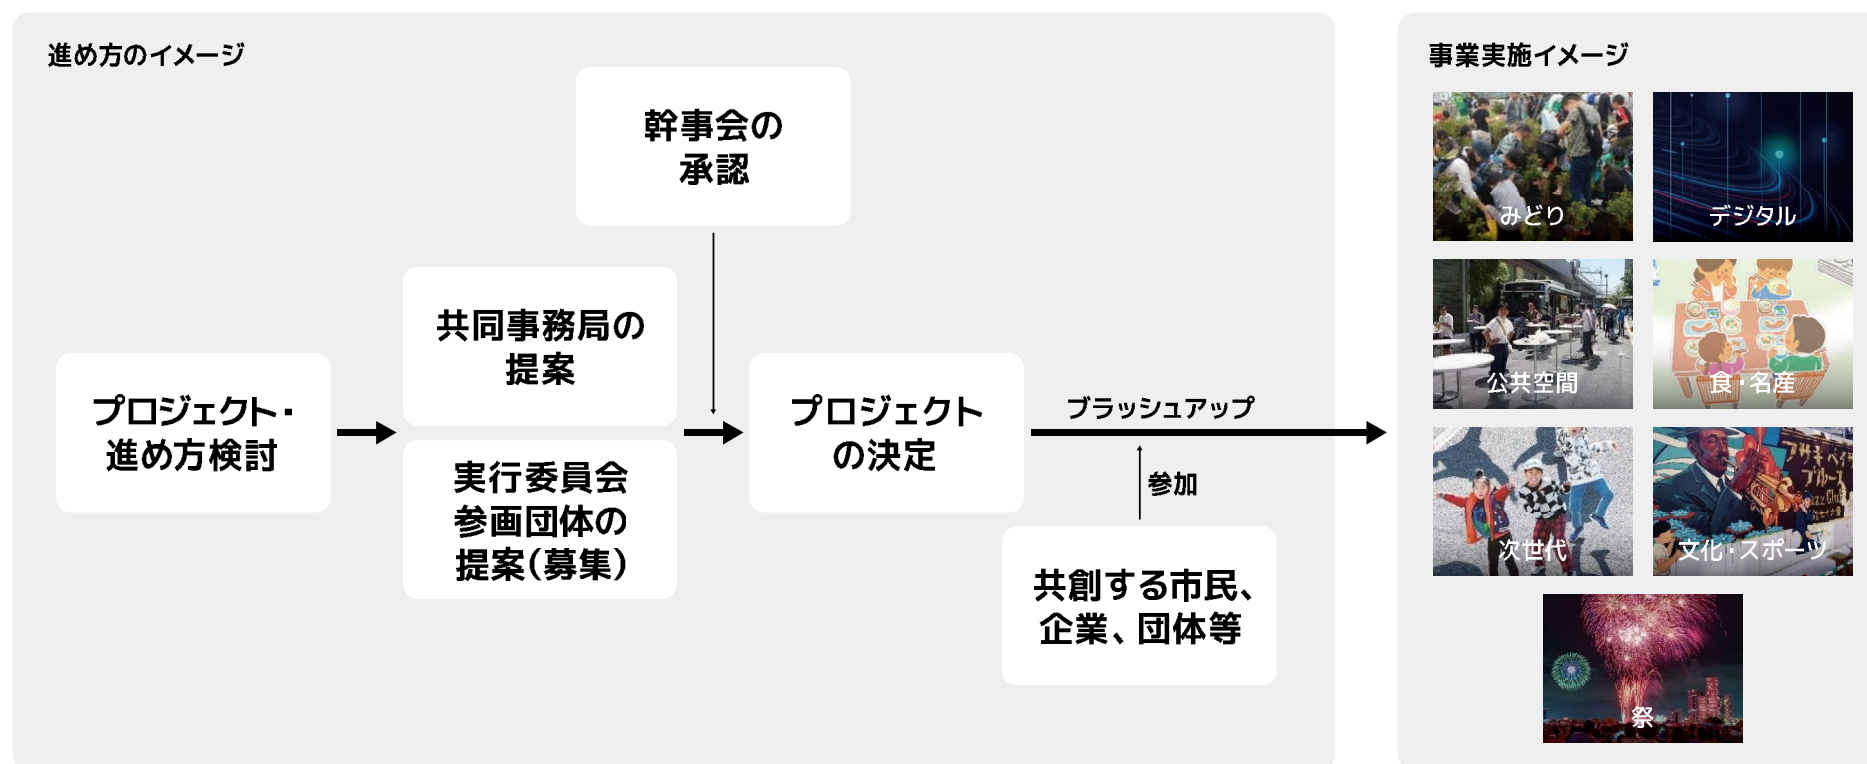 進め方のイメージ
幹事会の
承認
共同事務局の
提案
プロジェクト・
進め方検討
実行委員会
参画団体の
提案(募集)
プロジェクト
の決定
ブラッシュアップ
参加
共創する市民、
企業、団体等
事業実施イメージ
みどり
デジタル
公共空間
食・名産
次世代
文化・スポーツ
祭